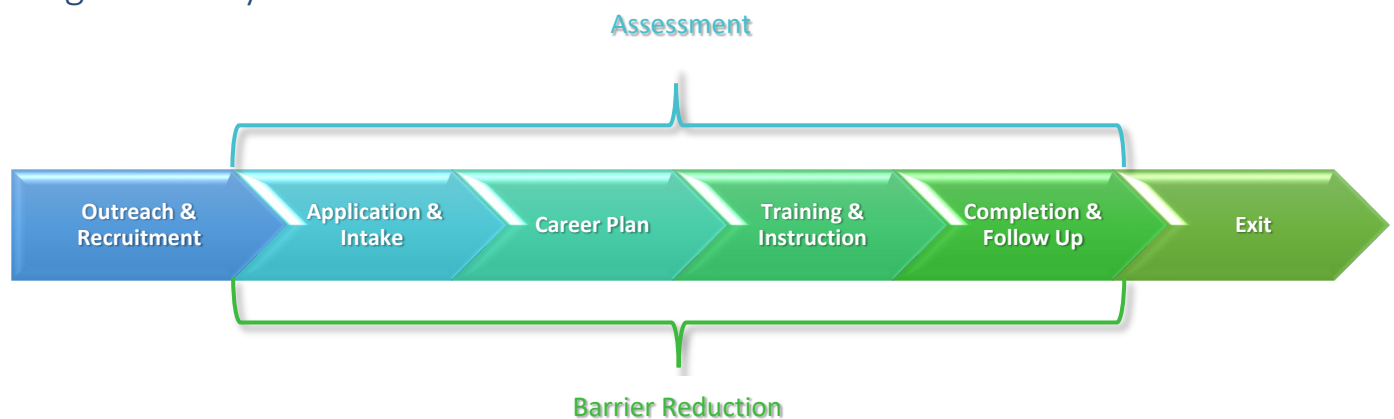 Assessment
Outreach &
Recruitment
Application &
Intake
Career Plan
Training &
Instruction
Completion &
Follow Up
Exit
Barrier Reduction